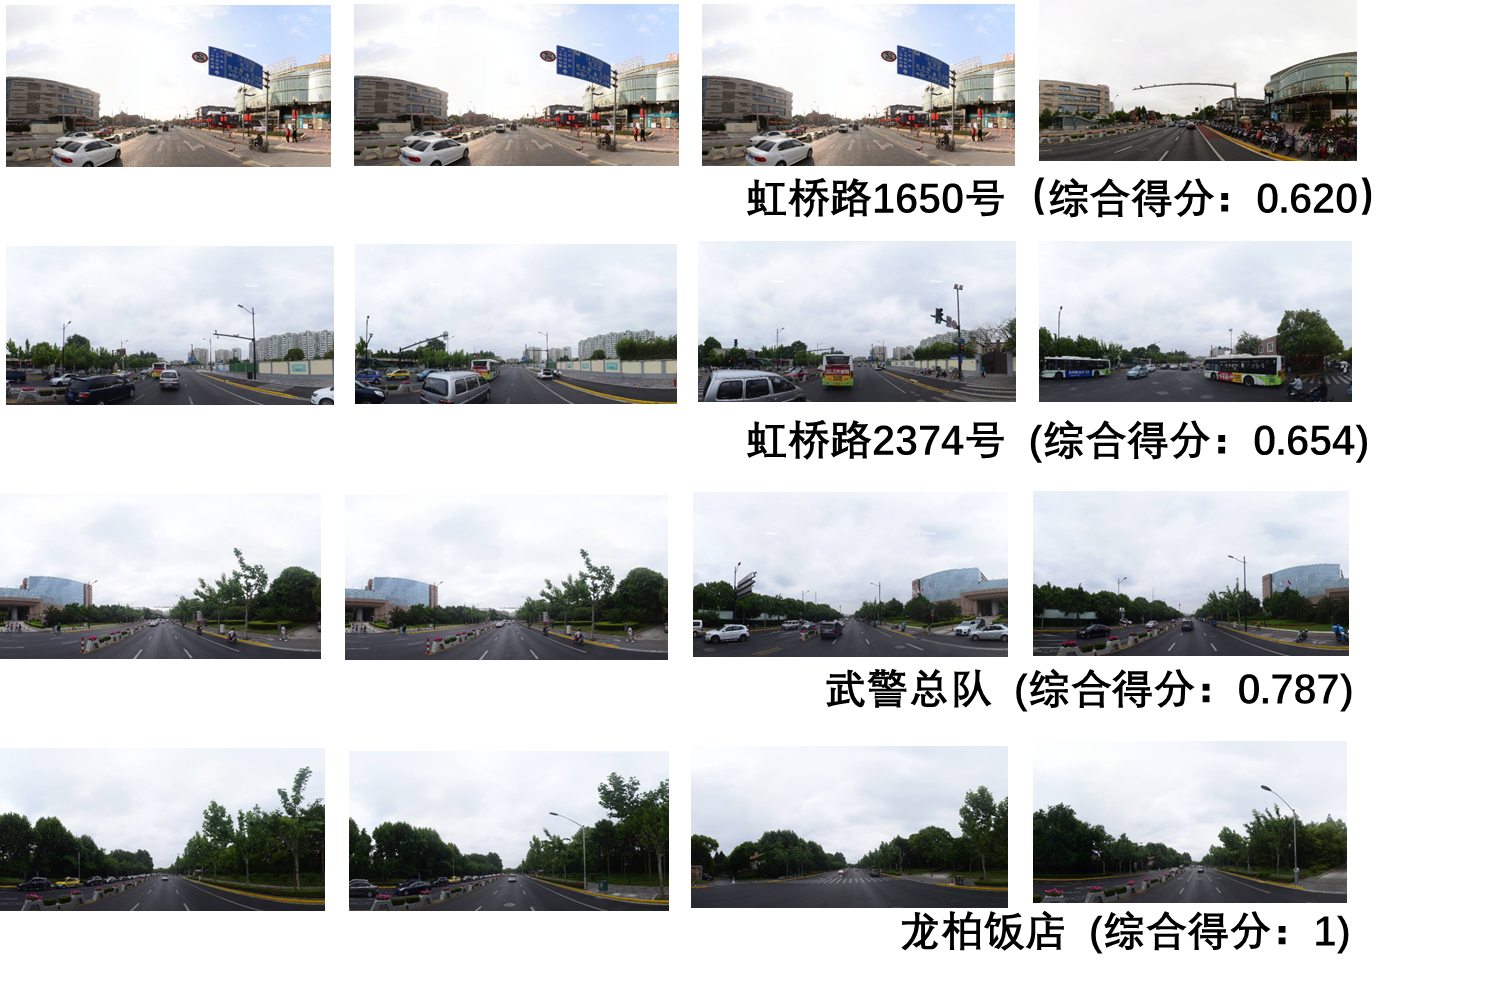 虹桥路1650号（综合得分：0.620）
虹桥路2374号 (综合得分：0.654)
武警总队 (综合得分：0.787)
龙柏饭店 (综合得分：1)